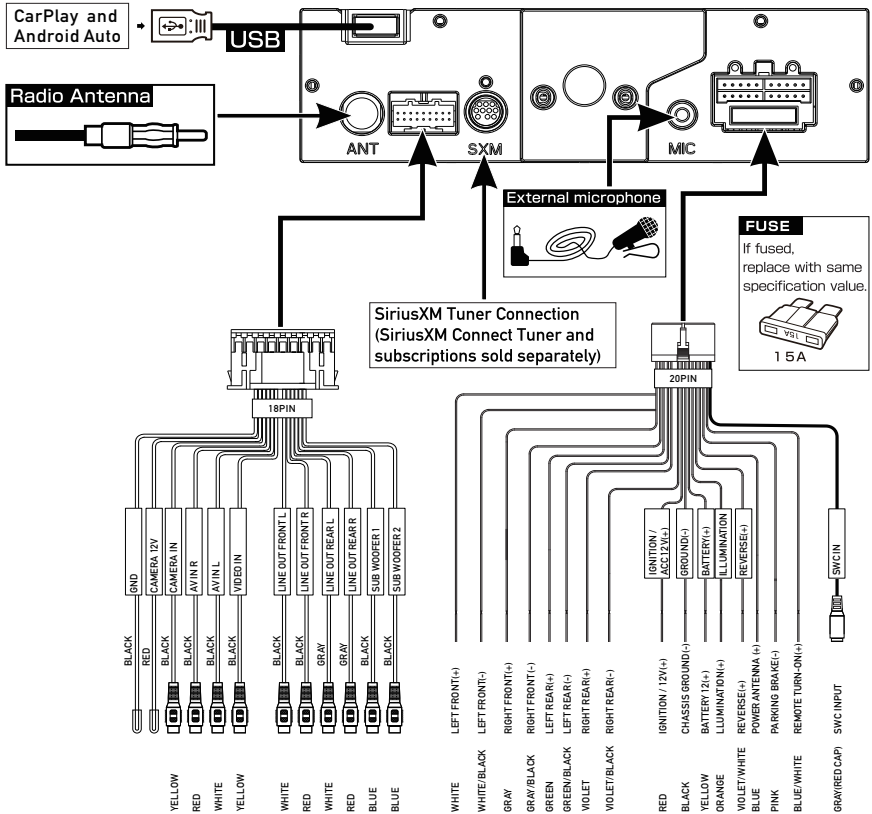 CarPlay and
Android Auto
USB
Radio Antenna
ANT
SXM
MIC
External microphone
FUSE
If fused,
replace with same
specification value.
15A
15A
SiriusXM Tuner Connection
(SiriusXM Connect Tuner and
subscriptions sold separately)
18PIN
20PIN
GND
CAMERA 12V
CAMERA IN
AV IN R
AV IN L
VIDEO IN
LINE OUT FRONT L
LINE OUT FRONT R
LINE OUT REAR L
LINE OUT REAR R
SUB WOOFER 1
SUB WOOFER 2
IGNITION /
ACC 12V(+)
GROUND(-)
BATTERY(+)
ILLUMINATION
REVERSE(+)
SWC IN
BLACK
RED
BLACK
BLACK
BLACK
BLACK
BLACK
BLACK
GRAY
GRAY
BLACK
BLACK
YELLOW
RED
WHITE
YELLOW
WHITE
RED
WHITE
RED
BLUE
BLUE
LEFT FRONT(+)
LEFT FRONT(-)
RIGHT FRONT(+)
RIGHT FRONT(-)
LEFT REAR(+)
LEFT REAR(-)
RIGHT REAR(+)
RIGHT REAR(-)
IGNITION / 12V(+)
CHASSIS GROUND(-)
BATTERY 12(+)
ILLUMINATION(+)
REVERSE(+)
POWER ANTENNA (+)
PARKING BRAKE(-)
REMOTE TURN-ON(+)
SWC INPUT
WHITE
WHITE/BLACK
GRAY
GRAY/BLACK
GREEN
GREEN/BLACK
VIOLET
VIOLET/BLACK
RED
BLACK
YELLOW
ORANGE
VIOLET/WHITE
BLUE
PINK
BLUE/WHITE
GRAY(RED CAP)